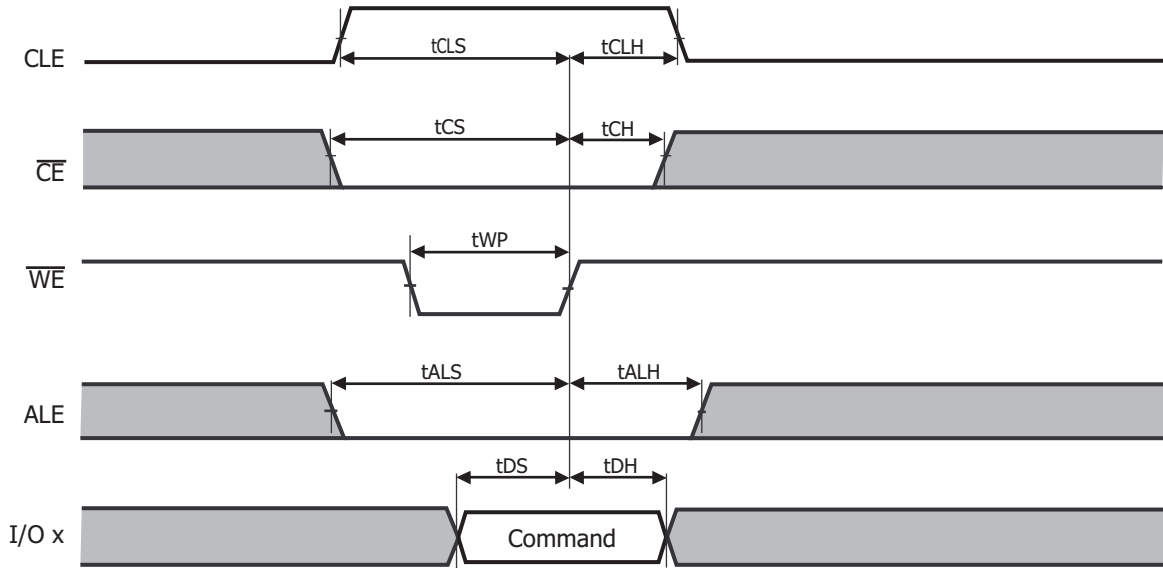 CLE
tCLS
tCLH
CE
tCS
tCH
WE
tWP
ALE
tALS
tALH
I/O x
tDS
tDH
Command